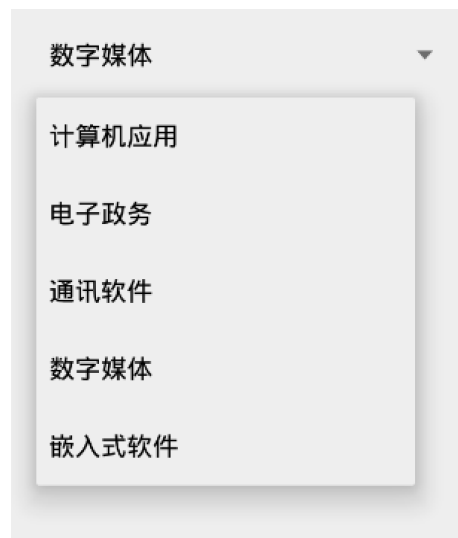 数字媒体
计算机应用
电子政务
通讯软件
数字媒体
嵌入式软件